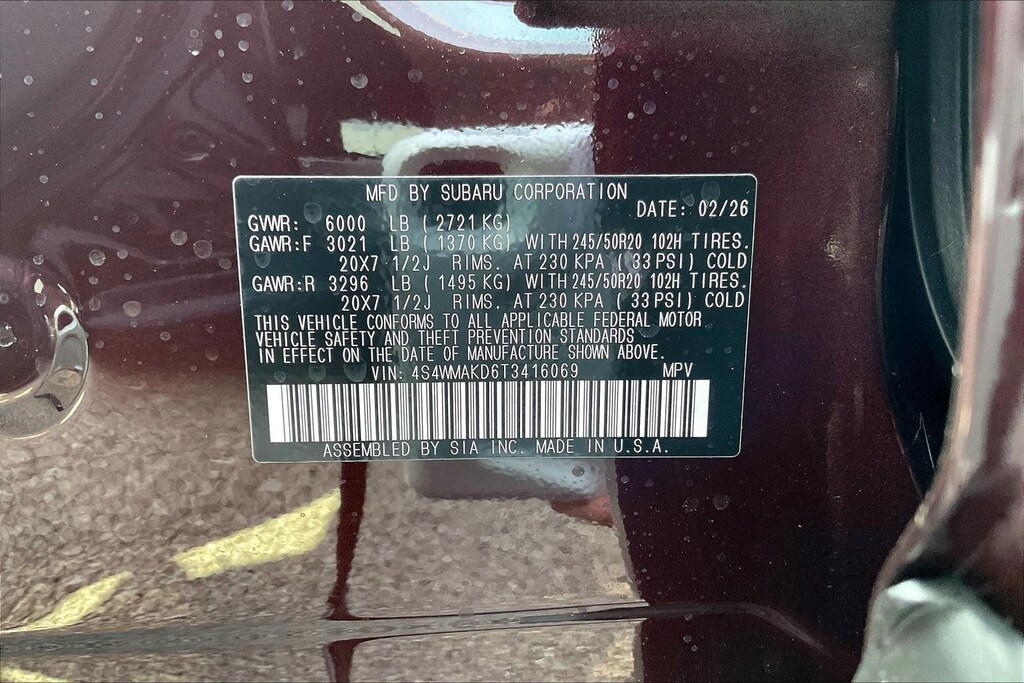 MFD BY SUBARU CORPORATION
DATE: 02/26
GVWR: 6000 LB (2721 KG)
GAWR:F 3021 LB (1370 KG) WITH 245/50R20 102H TIRES.
20X7 1/2J RIMS. AT 230 KPA (33 PSI) COLD
GAWR:R 3296 LB (1495 KG) WITH 245/50R20 102H TIRES.
20X7 1/2J RIMS. AT 230 KPA (33 PSI) COLD
THIS VEHICLE CONFORMS TO ALL APPLICABLE FEDERAL MOTOR
VEHICLE SAFETY AND THEFT PREVENTION STANDARDS
IN EFFECT ON THE DATE OF MANUFACTURE SHOWN ABOVE.
VIN: 4S4WMAKD6T3416069 MPV
ASSEMBLED BY SIA INC. MADE IN U.S.A.